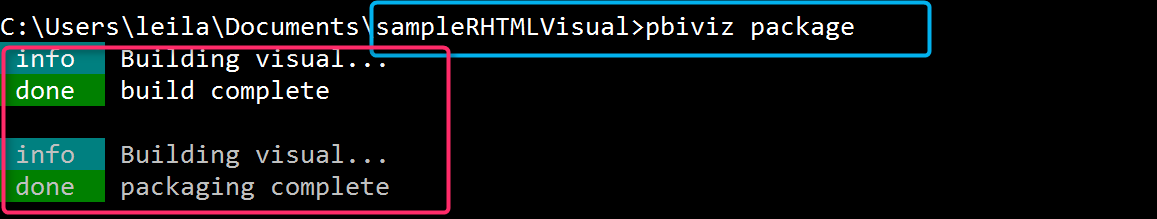 C:\Users\leila\Documents\sampleRHTMLVisual>pbiviz package
info Building visual...
done build complete
info Building visual...
done packaging complete